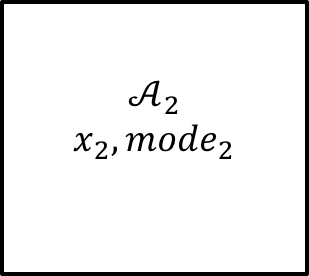 𝒜₂
x₂, mode₂